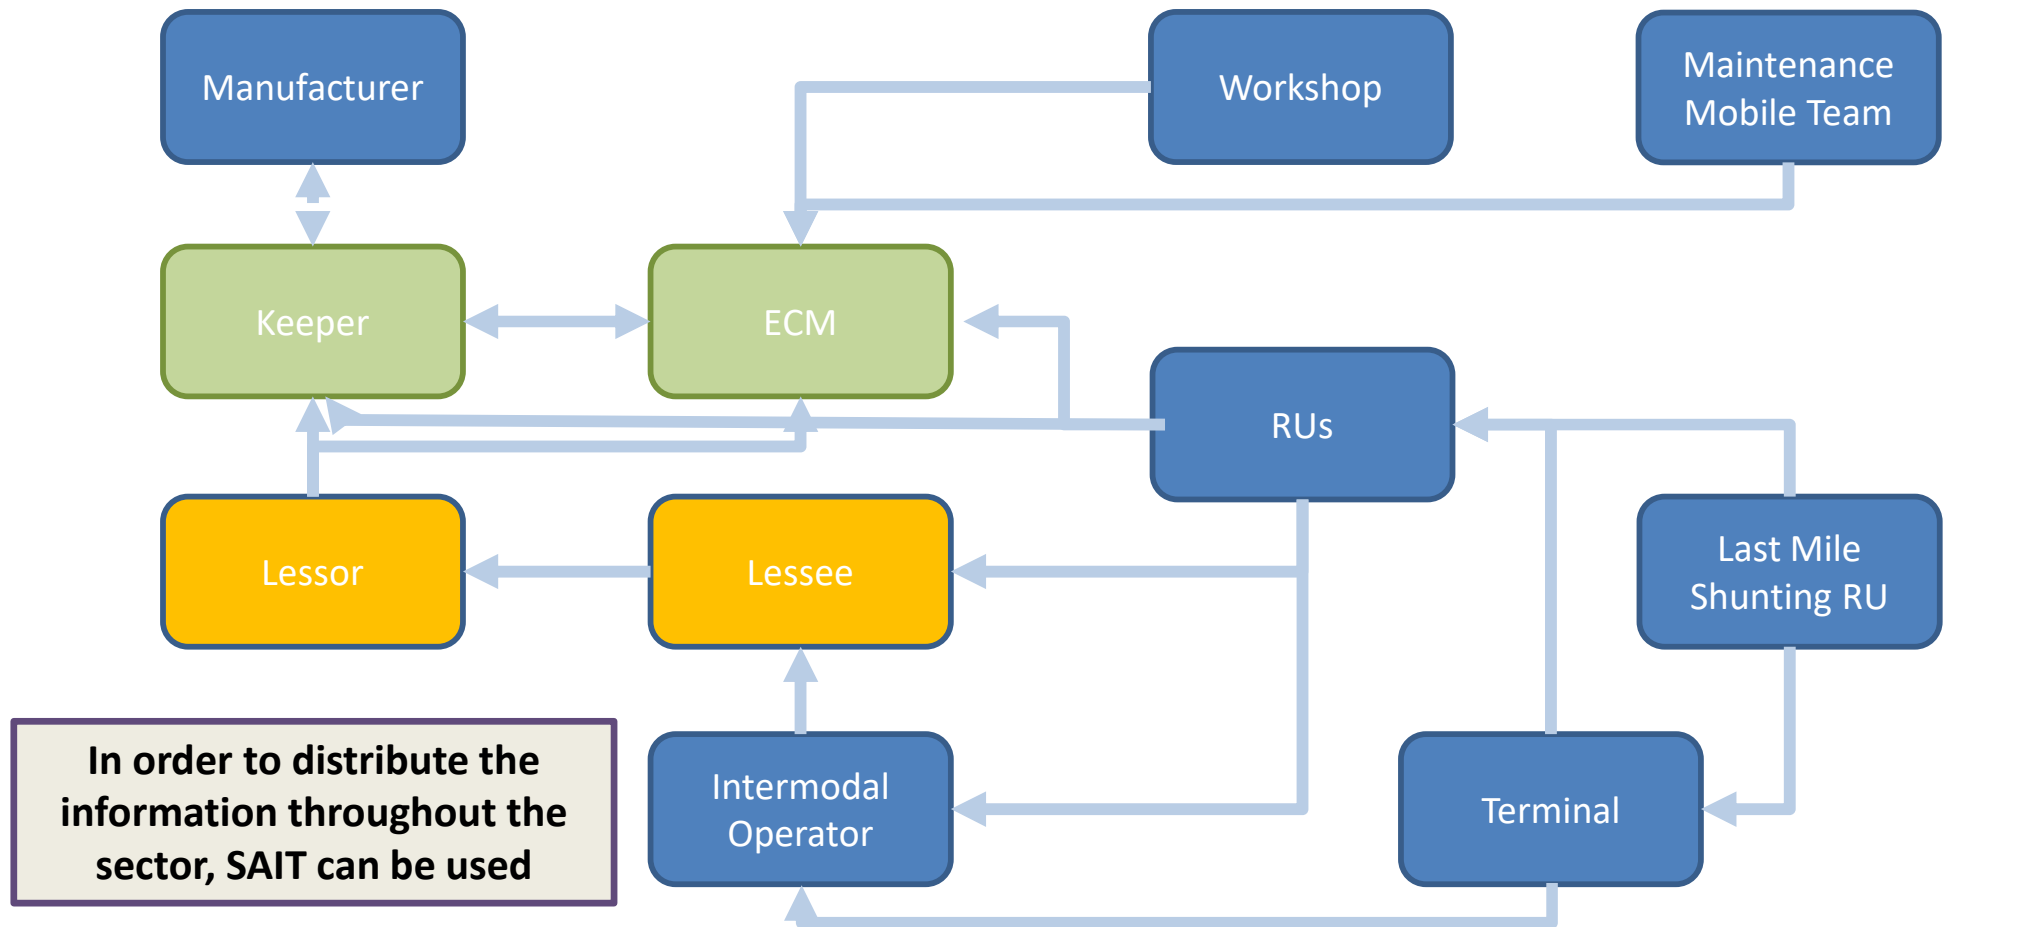 Manufacturer
Workshop
Maintenance
Mobile Team
Keeper
ECM
RUs
Lessor
Lessee
Last Mile
Shunting RU
In order to distribute the
information throughout the
sector, SAIT can be used
Intermodal
Operator
Terminal